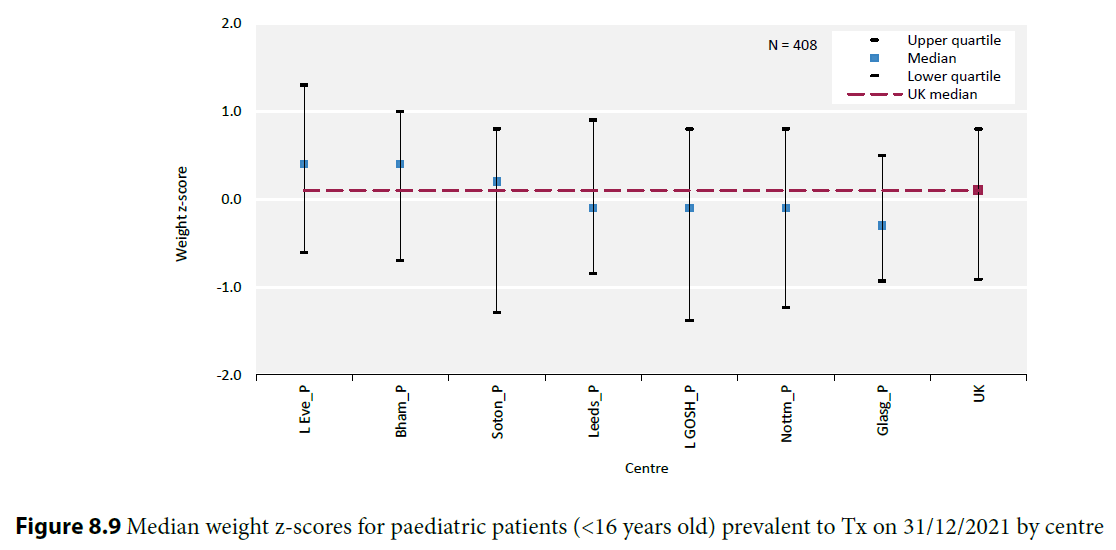 2.0
1.0
0.0
-1.0
-2.0
Weight z-score
N = 408
Upper quartile
Median
Lower quartile
UK median
L Eve_P
Bham_P
Soton_P
Leeds_P
L GOSH_P
Nottm_P
Glasg_P
UK
Centre
Figure 8.9 Median weight z-scores for paediatric patients (<16 years old) prevalent to Tx on 31/12/2021 by centre